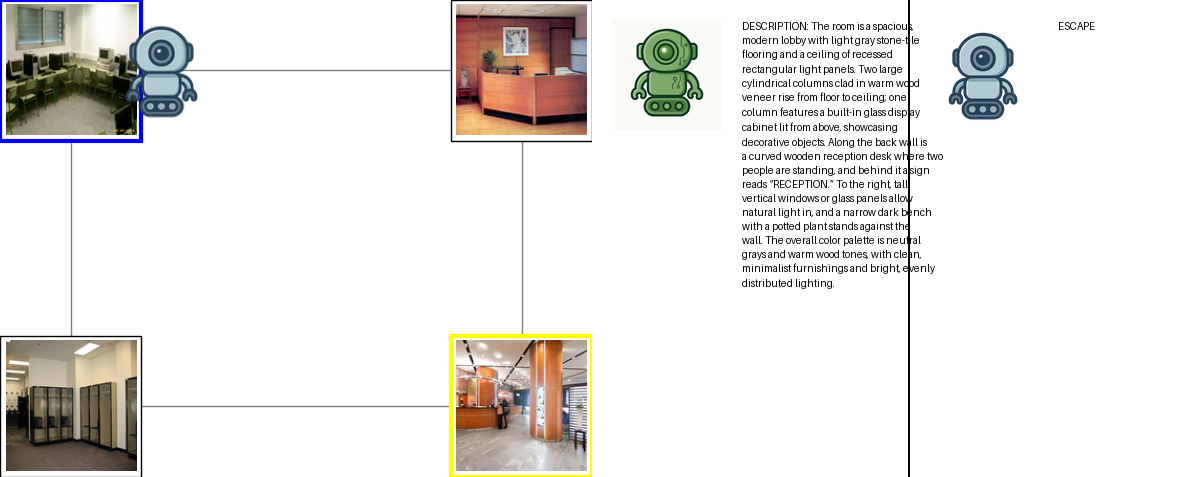 DESCRIPTION: The room is a spacious,
modern lobby with light gray stone-tile
flooring and a ceiling of recessed
rectangular light panels. Two large
cylindrical columns clad in warm wood
veneer rise from floor to ceiling; one
column features a built-in glass display
cabinet lit from above, showcasing
decorative objects. Along the back wall is
a curved wooden reception desk where two
people are standing, and behind it a sign
reads “RECEPTION.” To the right, tall
vertical windows or glass panels allow
natural light in, and a narrow dark bench
with a potted plant stands against the
wall. The overall color palette is neutral
grays and warm wood tones, with clean,
minimalist furnishings and bright, evenly
distributed lighting.
ESCAPE